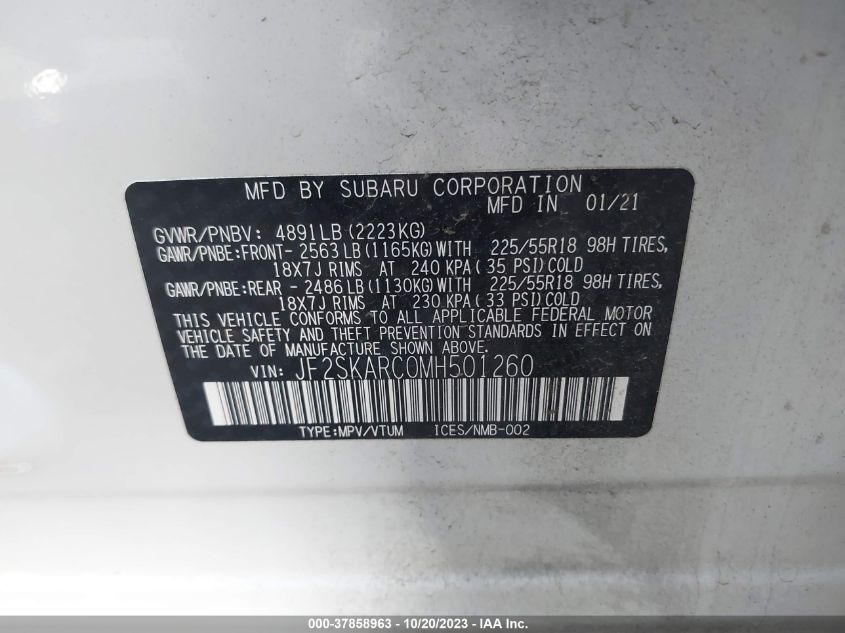 MFD BY SUBARU CORPORATION
MFD IN 01/21
GVWR/PNBV: 4891LB(2223KG)
GAWR/PNBE:FRONT- 2563LB(1165KG)WITH 225/55R18 98H TIRES,
18X7J RIMS AT 240 KPA(35 PSI)COLD
GAWR/PNBE:REAR - 2486LB(1130KG)WITH 225/55R18 98H TIRES,
18X7J RIMS AT 230 KPA(33 PSI)COLD
THIS VEHICLE CONFORMS TO ALL APPLICABLE FEDERAL MOTOR
VEHICLE SAFETY AND THEFT PREVENTION STANDARDS IN EFFECT ON
THE DATE OF MANUFACTURE SHOWN ABOVE.
VIN: JF2SKARC0MH501260
TYPE:MPV/VTUM ICES/NMB-002
000-37858963 - 10/20/2023 - IAA Inc.